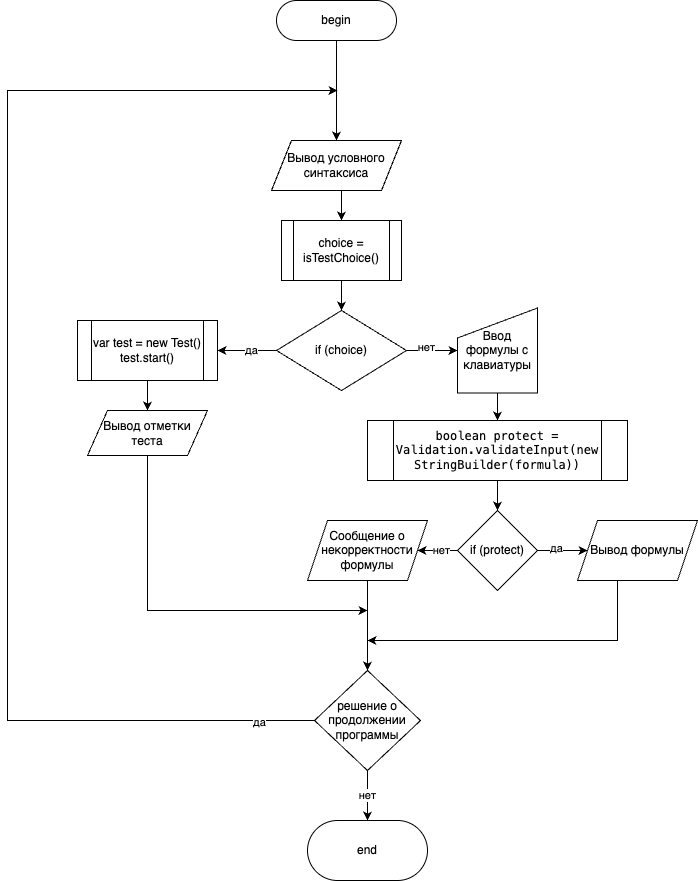 begin
Вывод условного
синтаксиса
choice =
isTestChoice()
if (choice)
да
нет
var test = new Test()
test.start()
Ввод
формулы с
клавиатуры
Вывод отметки
теста
boolean protect =
Validation.validateInput(new
StringBuilder(formula))
if (protect)
нет
да
Сообщение о
некорректности
формулы
Вывод формулы
решение о
продолжении
программы
да
нет
end